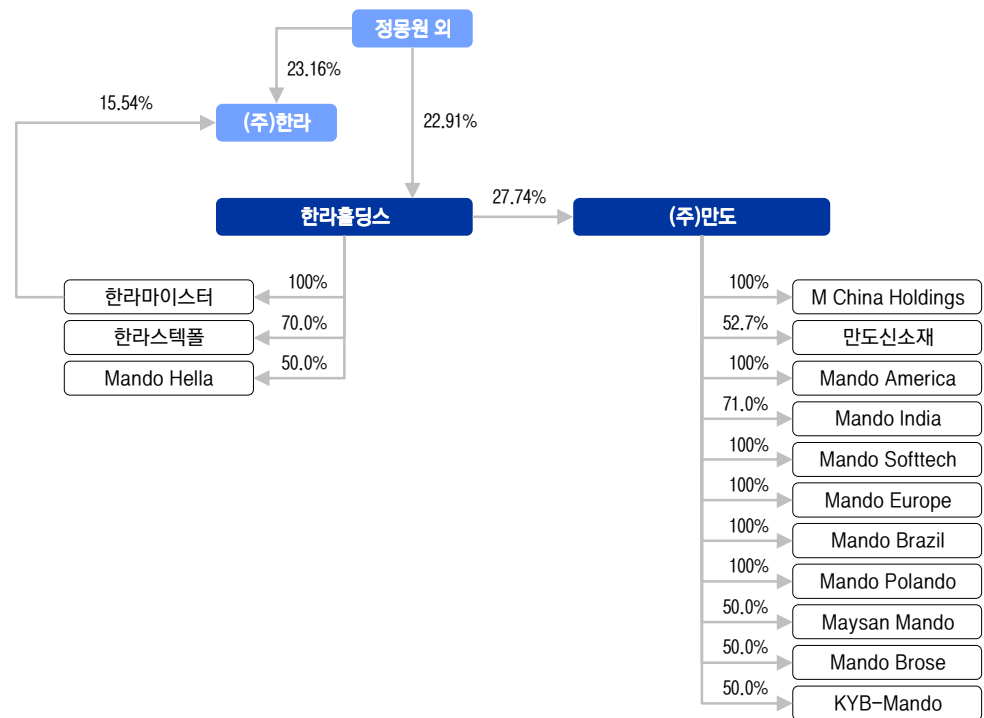 정몽원 외
23.16%
15.54%
(주)한라
22.91%
27.74%
한라홀딩스
(주)만도
100%
한라마이스터
70.0%
한라스텍폴
50.0%
Mando Hella
100%
M China Holdings
52.7%
만도신소재
100%
Mando America
71.0%
Mando India
100%
Mando Softtech
100%
Mando Europe
100%
Mando Brazil
100%
Mando Polando
50.0%
Maysan Mando
50.0%
Mando Brose
50.0%
KYB-Mando